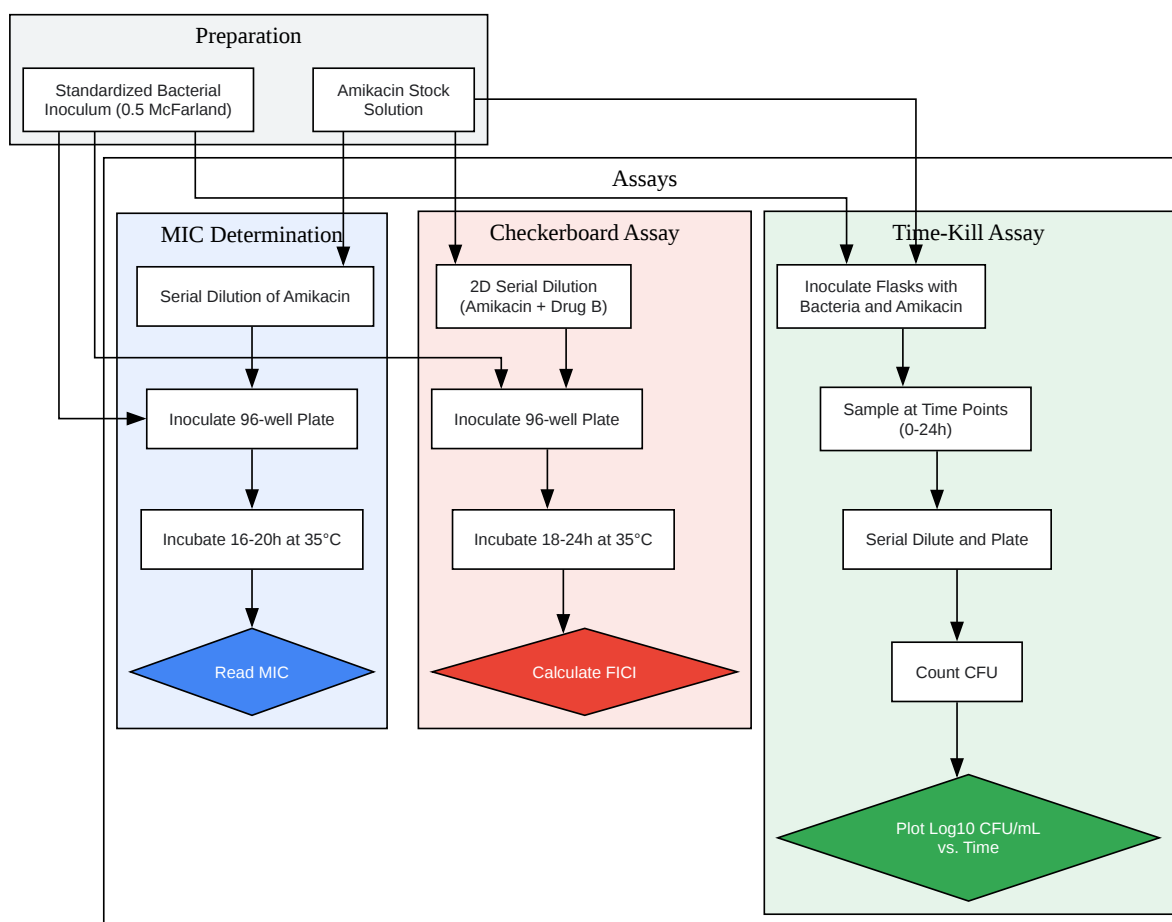 Preparation
Standardized Bacterial
Inoculum (0.5 McFarland)
Amikacin Stock
Solution
Assays
MIC Determination
Serial Dilution of Amikacin
Inoculate 96-well Plate
Incubate 16-20h at 35°C
Read MIC
Checkerboard Assay
2D Serial Dilution
(Amikacin + Drug B)
Inoculate 96-well Plate
Incubate 18-24h at 35°C
Calculate FICI
Time-Kill Assay
Inoculate Flasks with
Bacteria and Amikacin
Sample at Time Points
(0-24h)
Serial Dilute and Plate
Count CFU
Plot Log10 CFU/mL
vs. Time